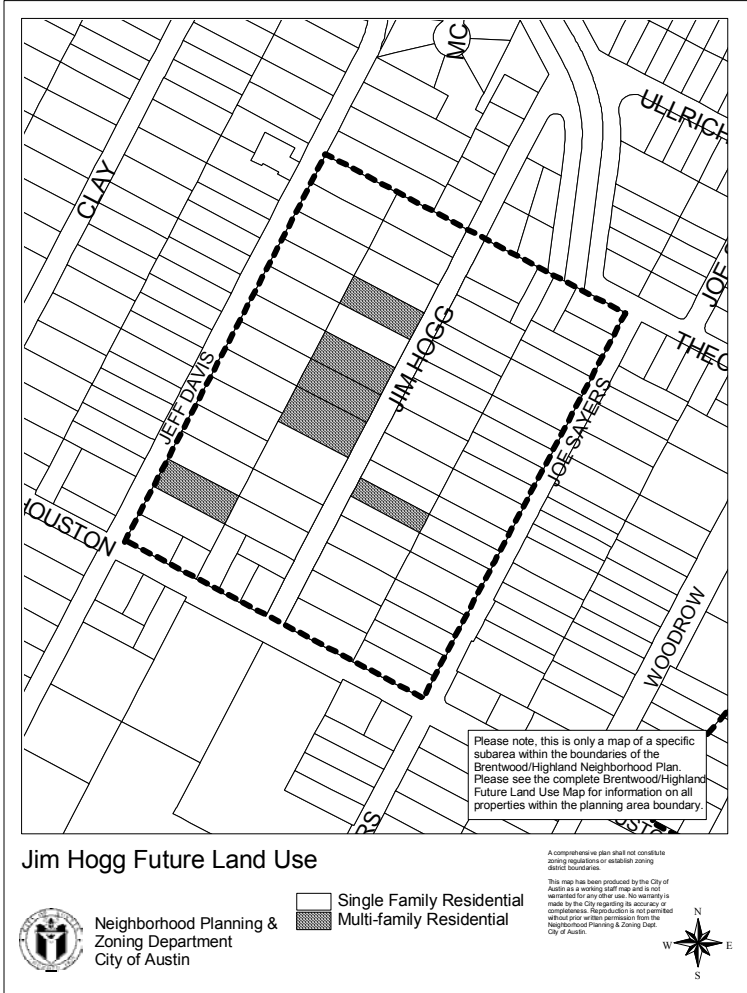 MC
ULLRICH
CLAY
JOE S
THEO
JIM HOGG
JEFF DAVIS
JOE SAYERS
HOUSTON
WOODROW
Please note, this is only a map of a specific
subarea within the boundaries of the
Brentwood/Highland Neighborhood Plan.
Please see the complete Brentwood/Highland
Future Land Use Map for information on all
properties within the planning area boundary.
RS
USTO
Jim Hogg Future Land Use
Single Family Residential
Multi-family Residential
Neighborhood Planning &
Zoning Department
City of Austin
A comprehensive plan shall not constitute
zoning regulations or establish zoning
district boundaries.
This map has been produced by the City of
Austin as a working staff map and is not
warranted for any other use. No warranty is
made by the City regarding its accuracy or
completeness. Reproduction is not permitted
without prior written permission from the
Neighborhood Planning & Zoning Dept.
City of Austin.
N
W E
S